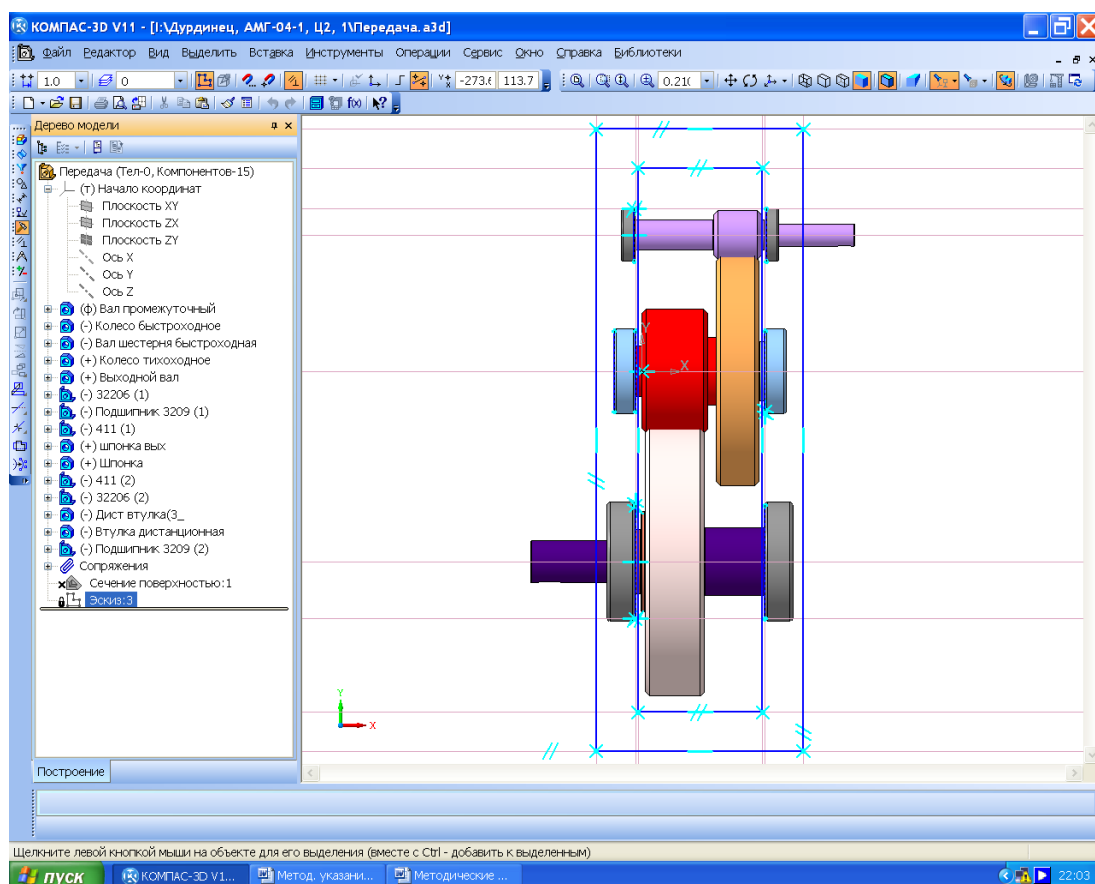 КОМПАС-3D V11 - [I:\Дурдинец, АМГ-04-1, Ц2, 1\Передача.a3d]
Файл Редактор Вид Выделить Вставка Инструменты Операции Сервис Окно Справка Библиотеки
1.0 0 -273.6 113.7 0.210
Дерево модели
Передача (Тел-0, Компонентов-15)
(т) Начало координат
Плоскость XY
Плоскость ZX
Плоскость ZY
Ось X
Ось Y
Ось Z
(ф) Вал промежуточный
(-) Колесо быстроходное
(-) Вал шестерня быстроходная
(+) Колесо тихоходное
(+) Выходной вал
(-) 32206 (1)
(-) Подшипник 3209 (1)
(-) 411 (1)
(+) шпонка вых
(+) Шпонка
(-) 411 (2)
(-) 32206 (2)
(-) Дист втулка(3_
(-) Втулка дистанционная
(-) Подшипник 3209 (2)
Сопряжения
Сечение поверхностью:1
Эскиз:3
Y
X
Y
X
Построение
Щелкните левой кнопкой мыши на объекте для его выделения (вместе с Ctrl - добавить к выделенным)
пуск КОМПАС-3D V1... Метод. указани... Методические ... 22:03